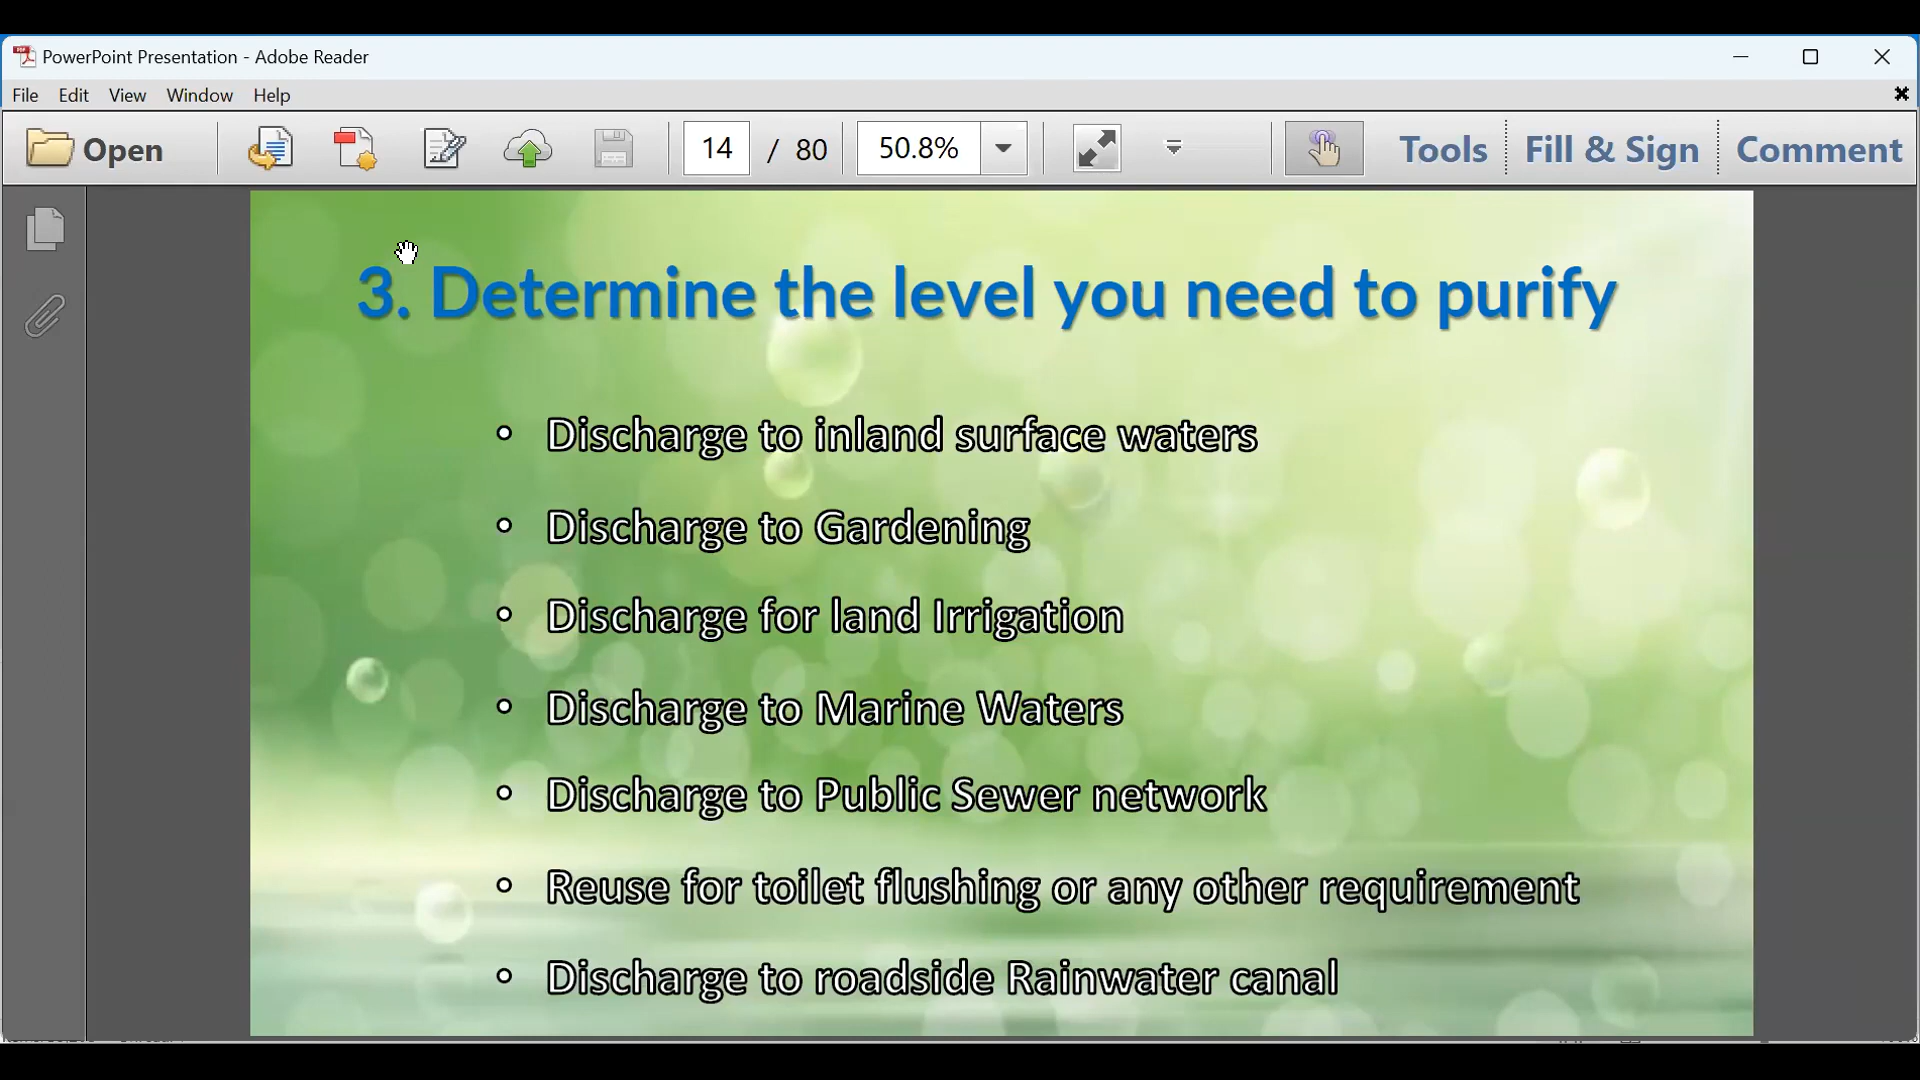 PowerPoint Presentation - Adobe Reader
File Edit View Window Help
Open 14 / 80 50.8% Tools Fill & Sign Comment
3. Determine the level you need to purify
• Discharge to inland surface waters
• Discharge to Gardening
• Discharge for land Irrigation
• Discharge to Marine Waters
• Discharge to Public Sewer network
• Reuse for toilet flushing or any other requirement
• Discharge to roadside Rainwater canal